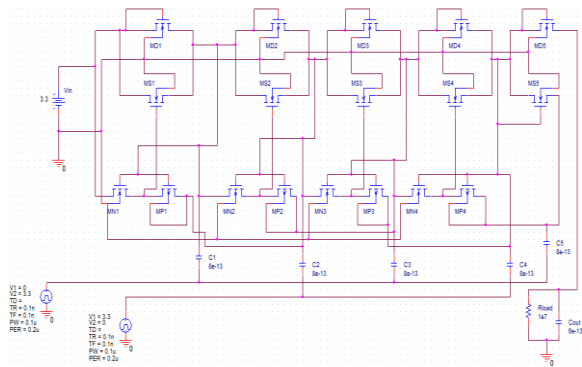 MD1 MD2 MD3 MD4 MD5
MS1 MS2 MS3 MS4 MS5
Vin
3.3
0
MN1 MP1 MN2 MP2 MN3 MP3 MN4 MP4
C1
8e-13
C2
8e-13
C3
8e-13
C4
8e-13
C5
8e-13
V1 = 0
V2 = 3.3
TD =
TR = 0.1n
TF = 0.1n
PW = 0.1u
PER = 0.2u
0
V1 = 3.3
V2 = 0
TD =
TR = 0.1n
TF = 0.1n
PW = 0.1u
PER = 0.2u
0
Rload
1e7
Cout
8e-13
0